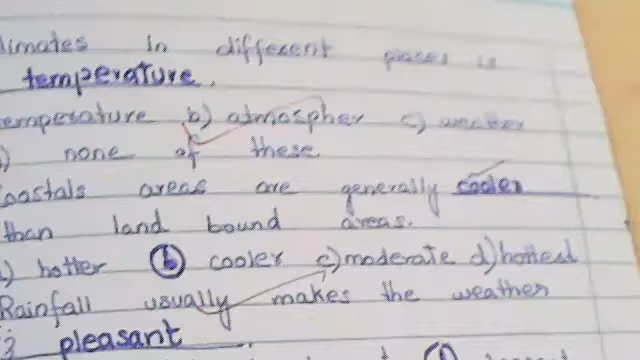 limates in different places is
temperature.
emperature b) atmospher c) weather
) none of these
oastals areas are generally cooler
than land bound areas.
) hotter (b) cooler c) moderate d) hottest
Rainfall usually makes the weather
pleasant